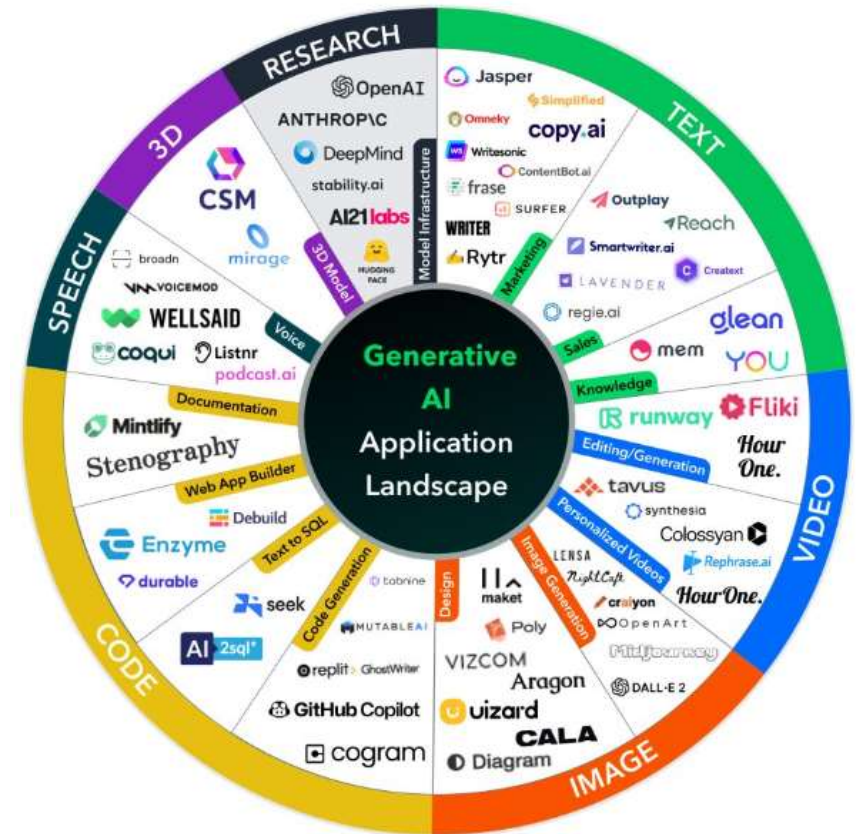 RESEARCH
OpenAI
ANTHROP\C
DeepMind
stability.ai
AI21labs
HUGGING
FACE
Model Infrastructure
TEXT
Jasper
Simplified
Omneky
copy.ai
WS
Writesonic
ContentBot.ai
frase
SURFER
WRITER
Rytr
Marketing
Outplay
Reach
Smartwriter.ai
C
Creatext
LAVENDER
regie.ai
Sales
glean
mem
YOU
Knowledge
VIDEO
runway
Fliki
Hour
One.
Editing/Generation
tavus
synthesia
Colossyan
Rephrase.ai
HourOne.
Personalized Videos
IMAGE
LENSA
NightCafe
craiyon
OpenArt
Midjourney
DALL·E 2
Image Generation
maket
Poly
VIZCOM
Aragon
uizard
CALA
Diagram
Design
CODE
tabnine
MUTABLEAI
replit
GhostWriter
GitHub Copilot
cogram
Code Generation
seek
AI 2sql*
Text to SQL
Debuild
Enzyme
durable
Web App Builder
Mintlify
Stenography
Documentation
SPEECH
broadn
VOICEMOD
WELLSAID
coqui
Listnr
podcast.ai
Voice
3D
CSM
mirage
3D Model
Generative
AI
Application
Landscape